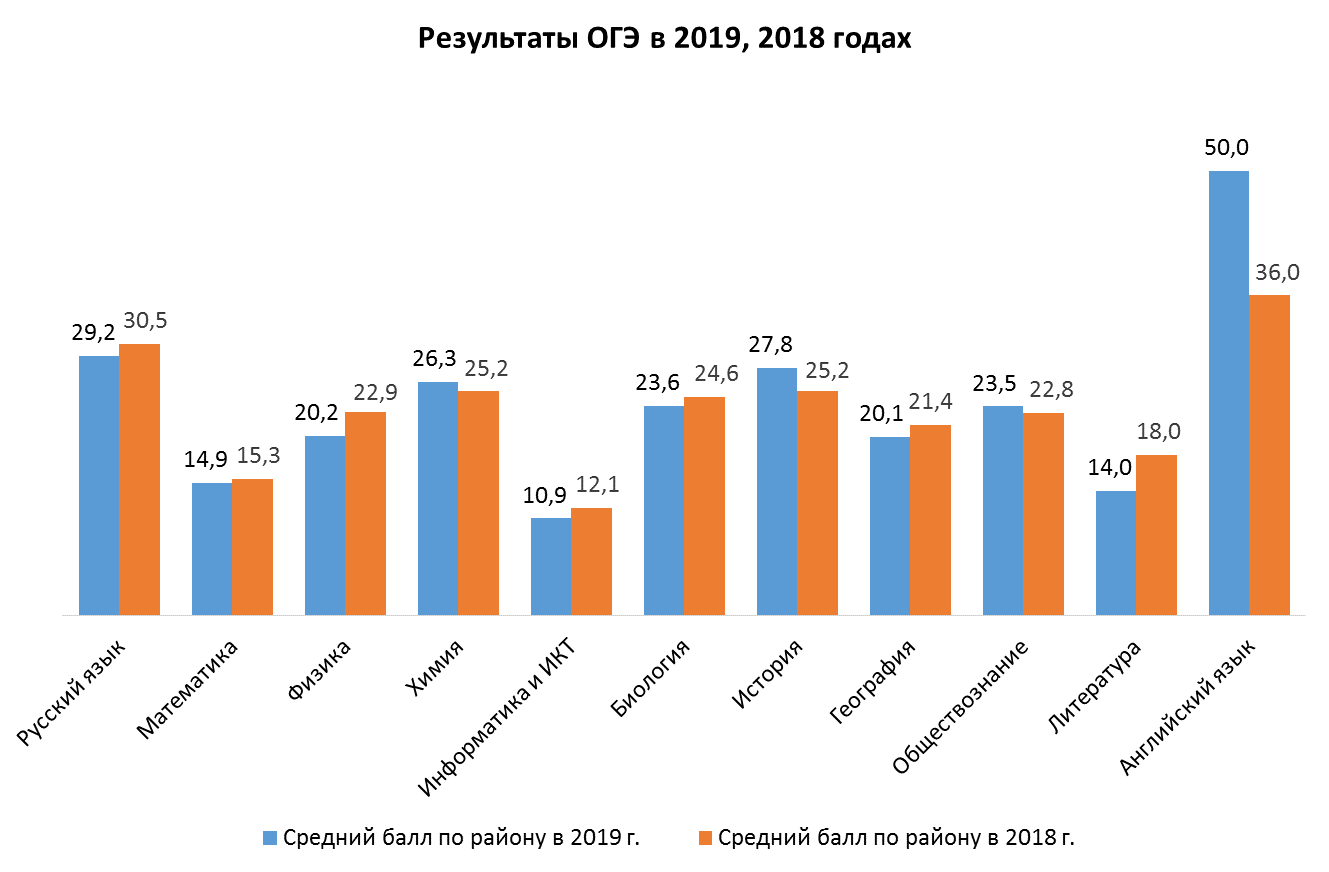 Результаты ОГЭ в 2019, 2018 годах
29,2
30,5
14,9
15,3
20,2
22,9
26,3
25,2
10,9
12,1
23,6
24,6
27,8
25,2
20,1
21,4
23,5
22,8
14,0
18,0
50,0
36,0
Русский язык
Математика
Физика
Химия
Информатика и ИКТ
Биология
История
География
Обществознание
Литература
Английский язык
Средний балл по району в 2019 г.
Средний балл по району в 2018 г.